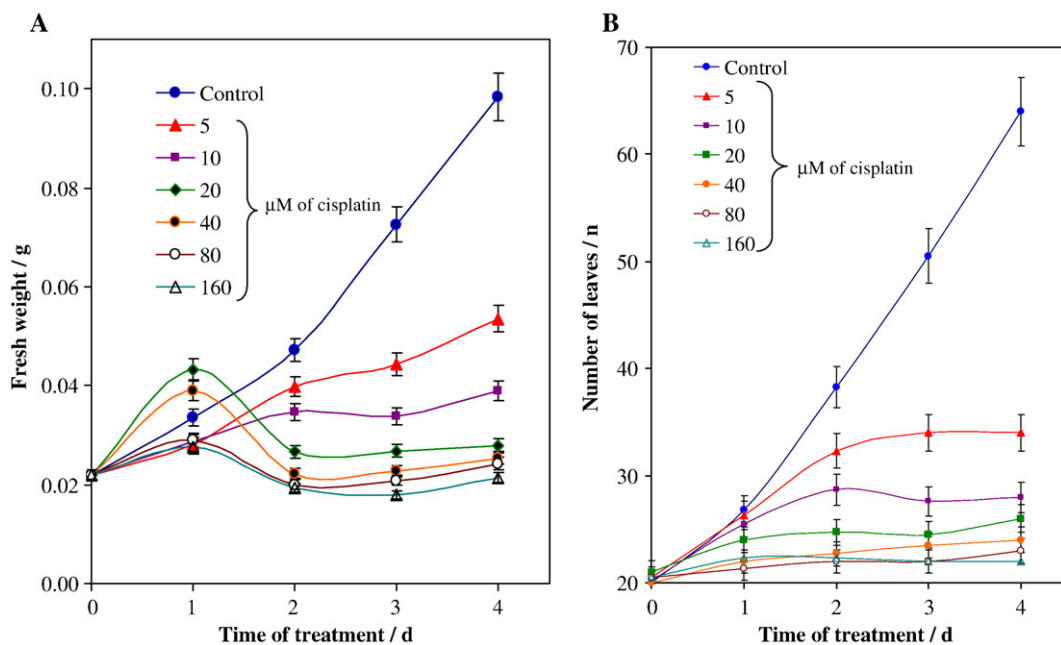 A
Fresh weight / g
0.10
0.08
0.06
0.04
0.02
0.00
Control
5
10
20
40
80
160
μM of cisplatin
0 1 2 3 4
Time of treatment / d
B
Number of leaves / n
70
60
50
40
30
20
Control
5
10
20
40
80
160
μM of cisplatin
0 1 2 3 4
Time of treatment / d